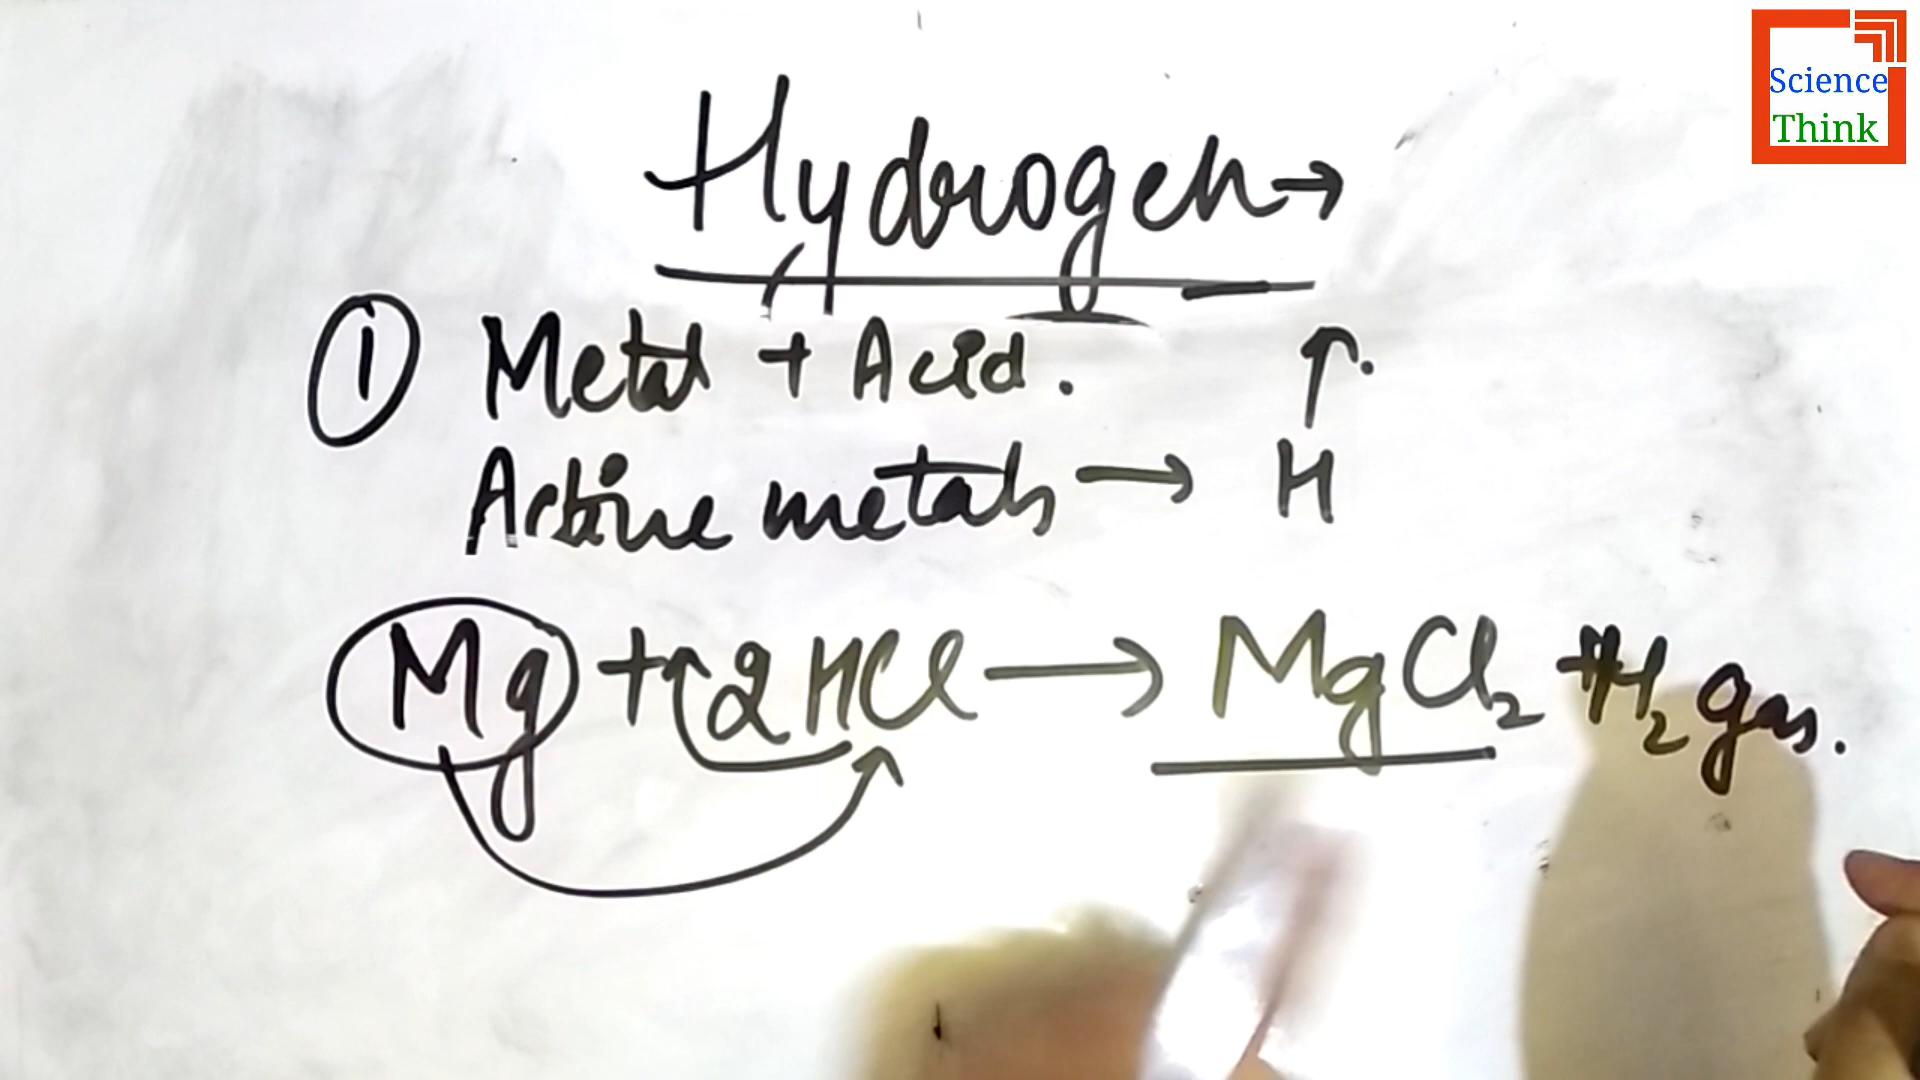 Science
Think
Hydrogen →
① Metal + Acid. ↑.
Active metals → H
Mg + 2HCl → MgCl₂ + H₂ gas.